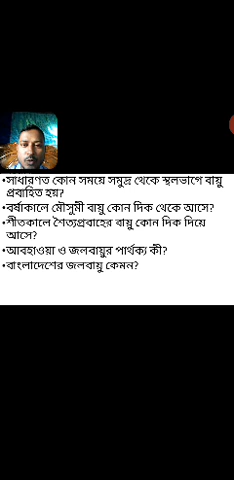 •সাধারণত কোন সময়ে সমুদ্র থেকে স্থলভাগে বায়ু
প্রবাহিত হয়?
•বর্ষাকালে মৌসুমী বায়ু কোন দিক থেকে আসে?
•শীতকালে শৈত্যপ্রবাহের বায়ু কোন দিক দিয়ে
আসে?
•আবহাওয়া ও জলবায়ুর পার্থক্য কী?
•বাংলাদেশের জলবায়ু কেমন?